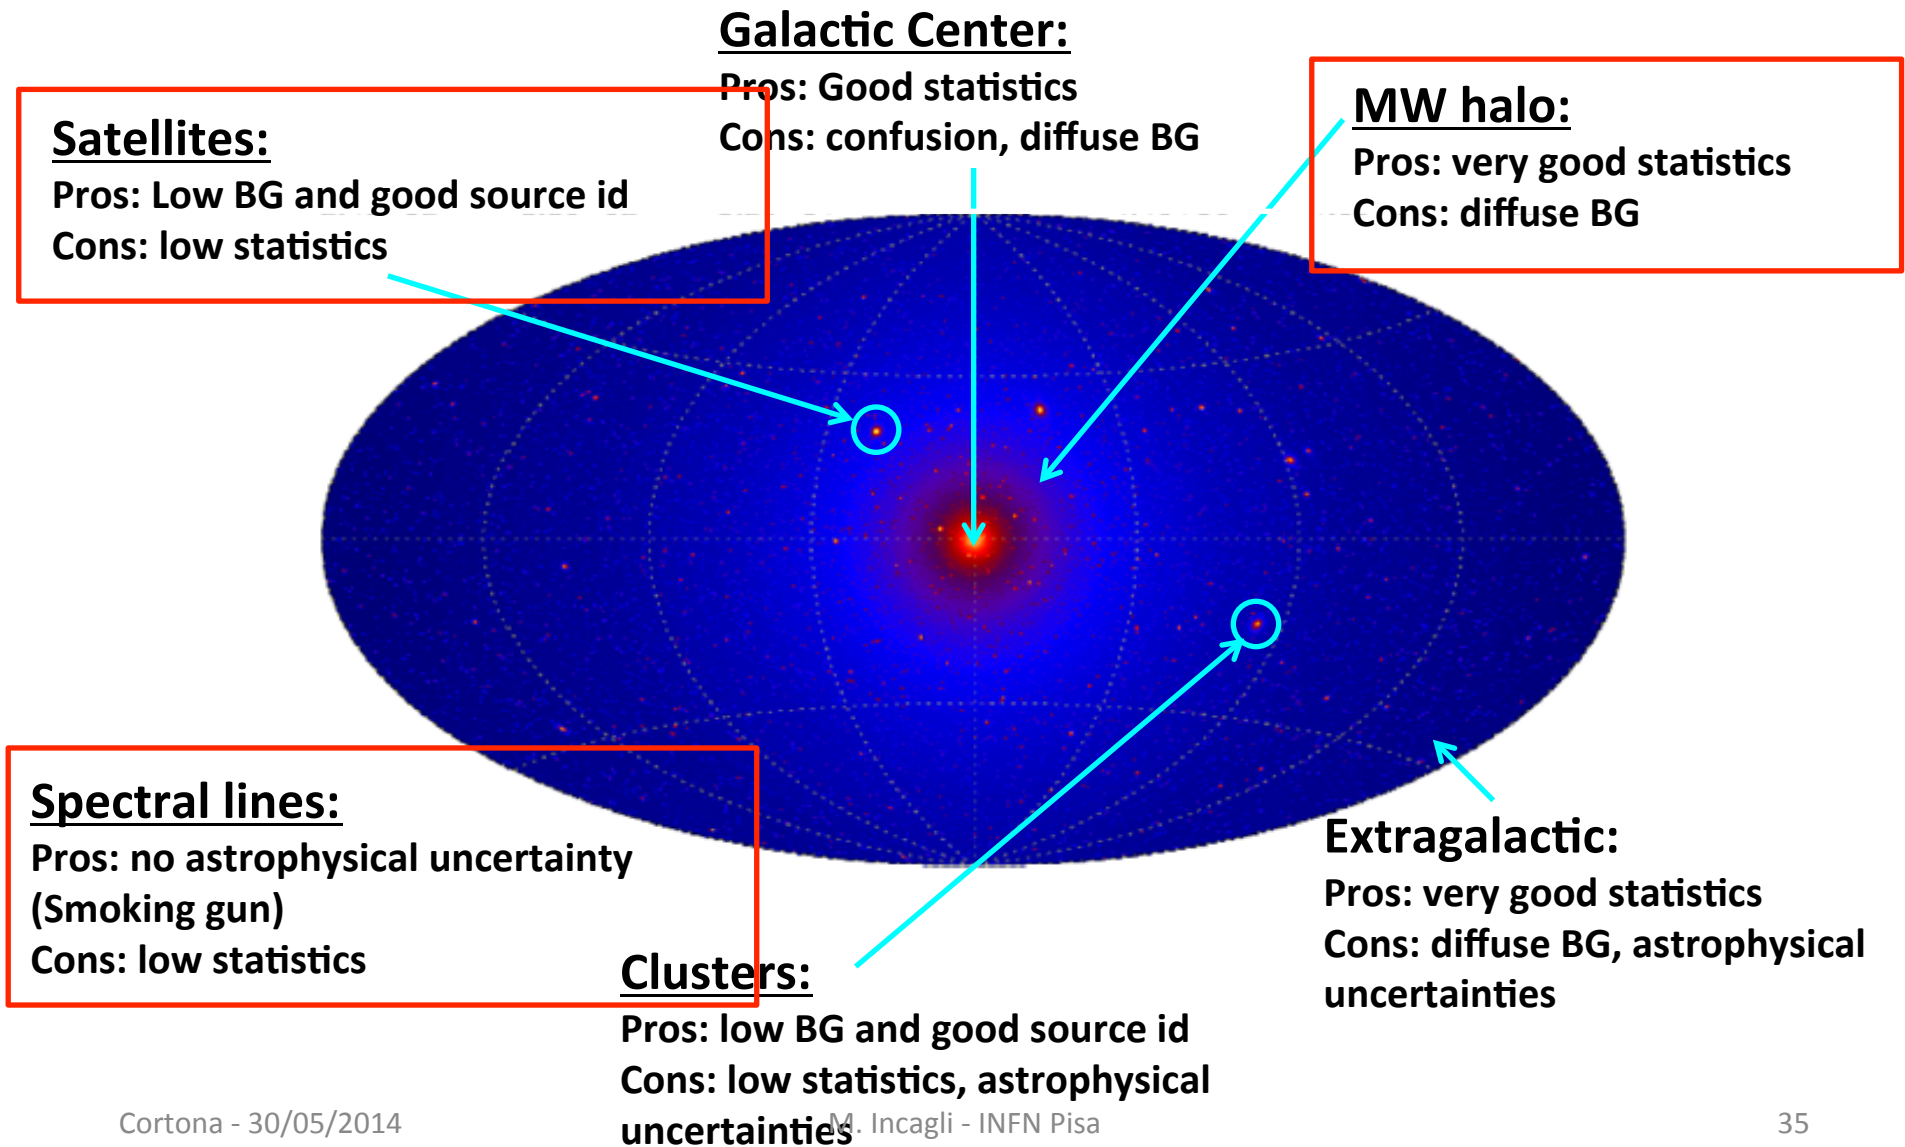 Galactic Center:
Pros: Good statistics
Cons: confusion, diffuse BG
Satellites:
Pros: Low BG and good source id
Cons: low statistics
MW halo:
Pros: very good statistics
Cons: diffuse BG
Spectral lines:
Pros: no astrophysical uncertainty
(Smoking gun)
Cons: low statistics
Clusters:
Pros: low BG and good source id
Cons: low statistics, astrophysical
uncertainties
Extragalactic:
Pros: very good statistics
Cons: diffuse BG, astrophysical
uncertainties
Cortona - 30/05/2014
M. Incagli - INFN Pisa
35